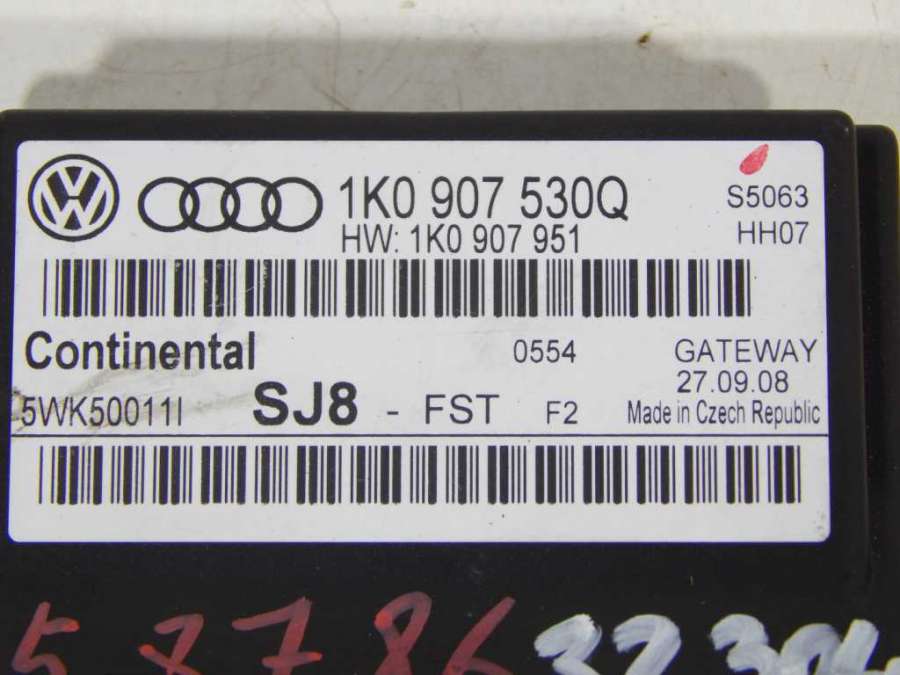 1K0 907 530Q S5063
HW: 1K0 907 951 HH07
Continental 0554 GATEWAY
27.09.08
5WK50011I SJ8 - FST F2 Made in Czech Republic
58786